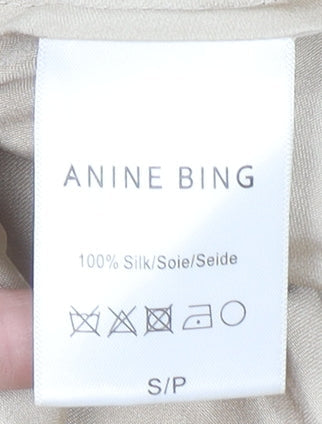 ANINE BING
100% Silk/Soie/Seide
S/P